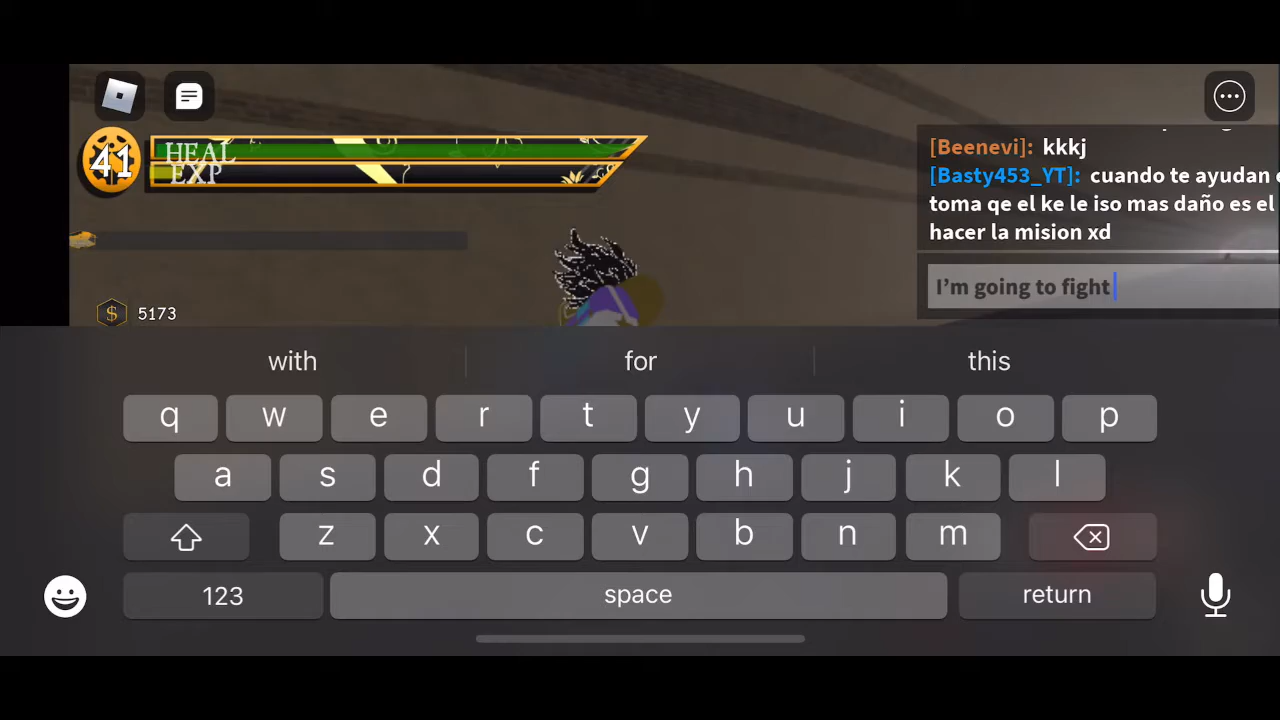 41
HEAL
EXP
$ 5173
[Beenevi]: kkkj
[Basty453_YT]: cuando te ayudan
toma qe el ke le iso mas daño es el
hacer la mision xd
I’m going to fight
with for this
q w e r t y u i o p
a s d f g h j k l
z x c v b n m
123 space return